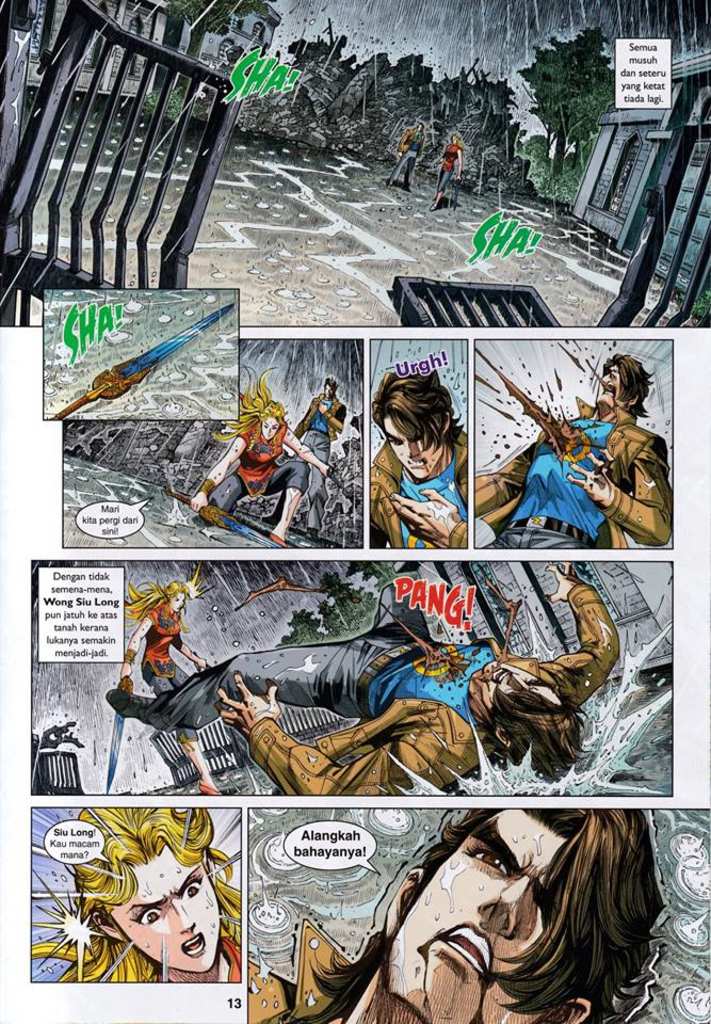 SHA!
Semua
musuh
dan seteru
yang ketat
tiada lagi.
SHA!
SHA!
Mari
kita pergi dari
sini!
Urgh!
Dengan tidak
semena-mena,
Wong Siu Long
pun jatuh ke atas
tanah kerana
lukanya semakin
menjadi-jadi.
PANG!
Siu Long!
Kau macam
mana?
Alangkah
bahayanya!
13